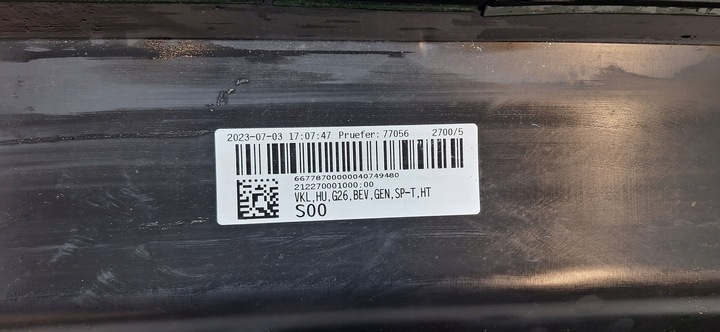 2023-07-03 17:07:47 Pruefer: 77056 2700/5
66778700000040749480
212270001000;00
VKL,HU,G26,BEV,GEN,SP-T,HT
S00